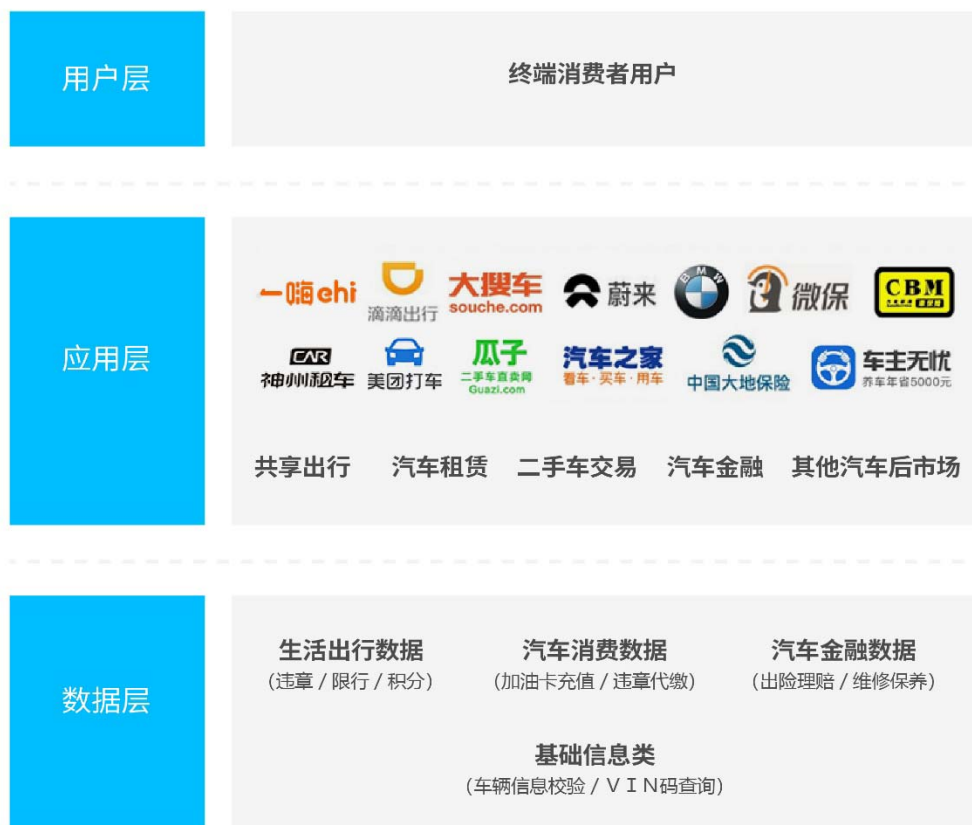 用户层
终端消费者用户
应用层
一嗨 ehi
滴滴出行
大搜车
souche.com
蔚来
BMW
微保
CBM
CAR
神州租车
美团打车
瓜子
二手车直卖网
Guazi.com
汽车之家
看车·买车·用车
中国大地保险
车主无忧
养车年省5000元
共享出行 汽车租赁 二手车交易 汽车金融 其他汽车后市场
数据层
生活出行数据 汽车消费数据 汽车金融数据
(违章 / 限行 / 积分) (加油卡充值 / 违章代缴) (出险理赔 / 维修保养)
基础信息类
(车辆信息校验 / ＶＩＮ码查询)